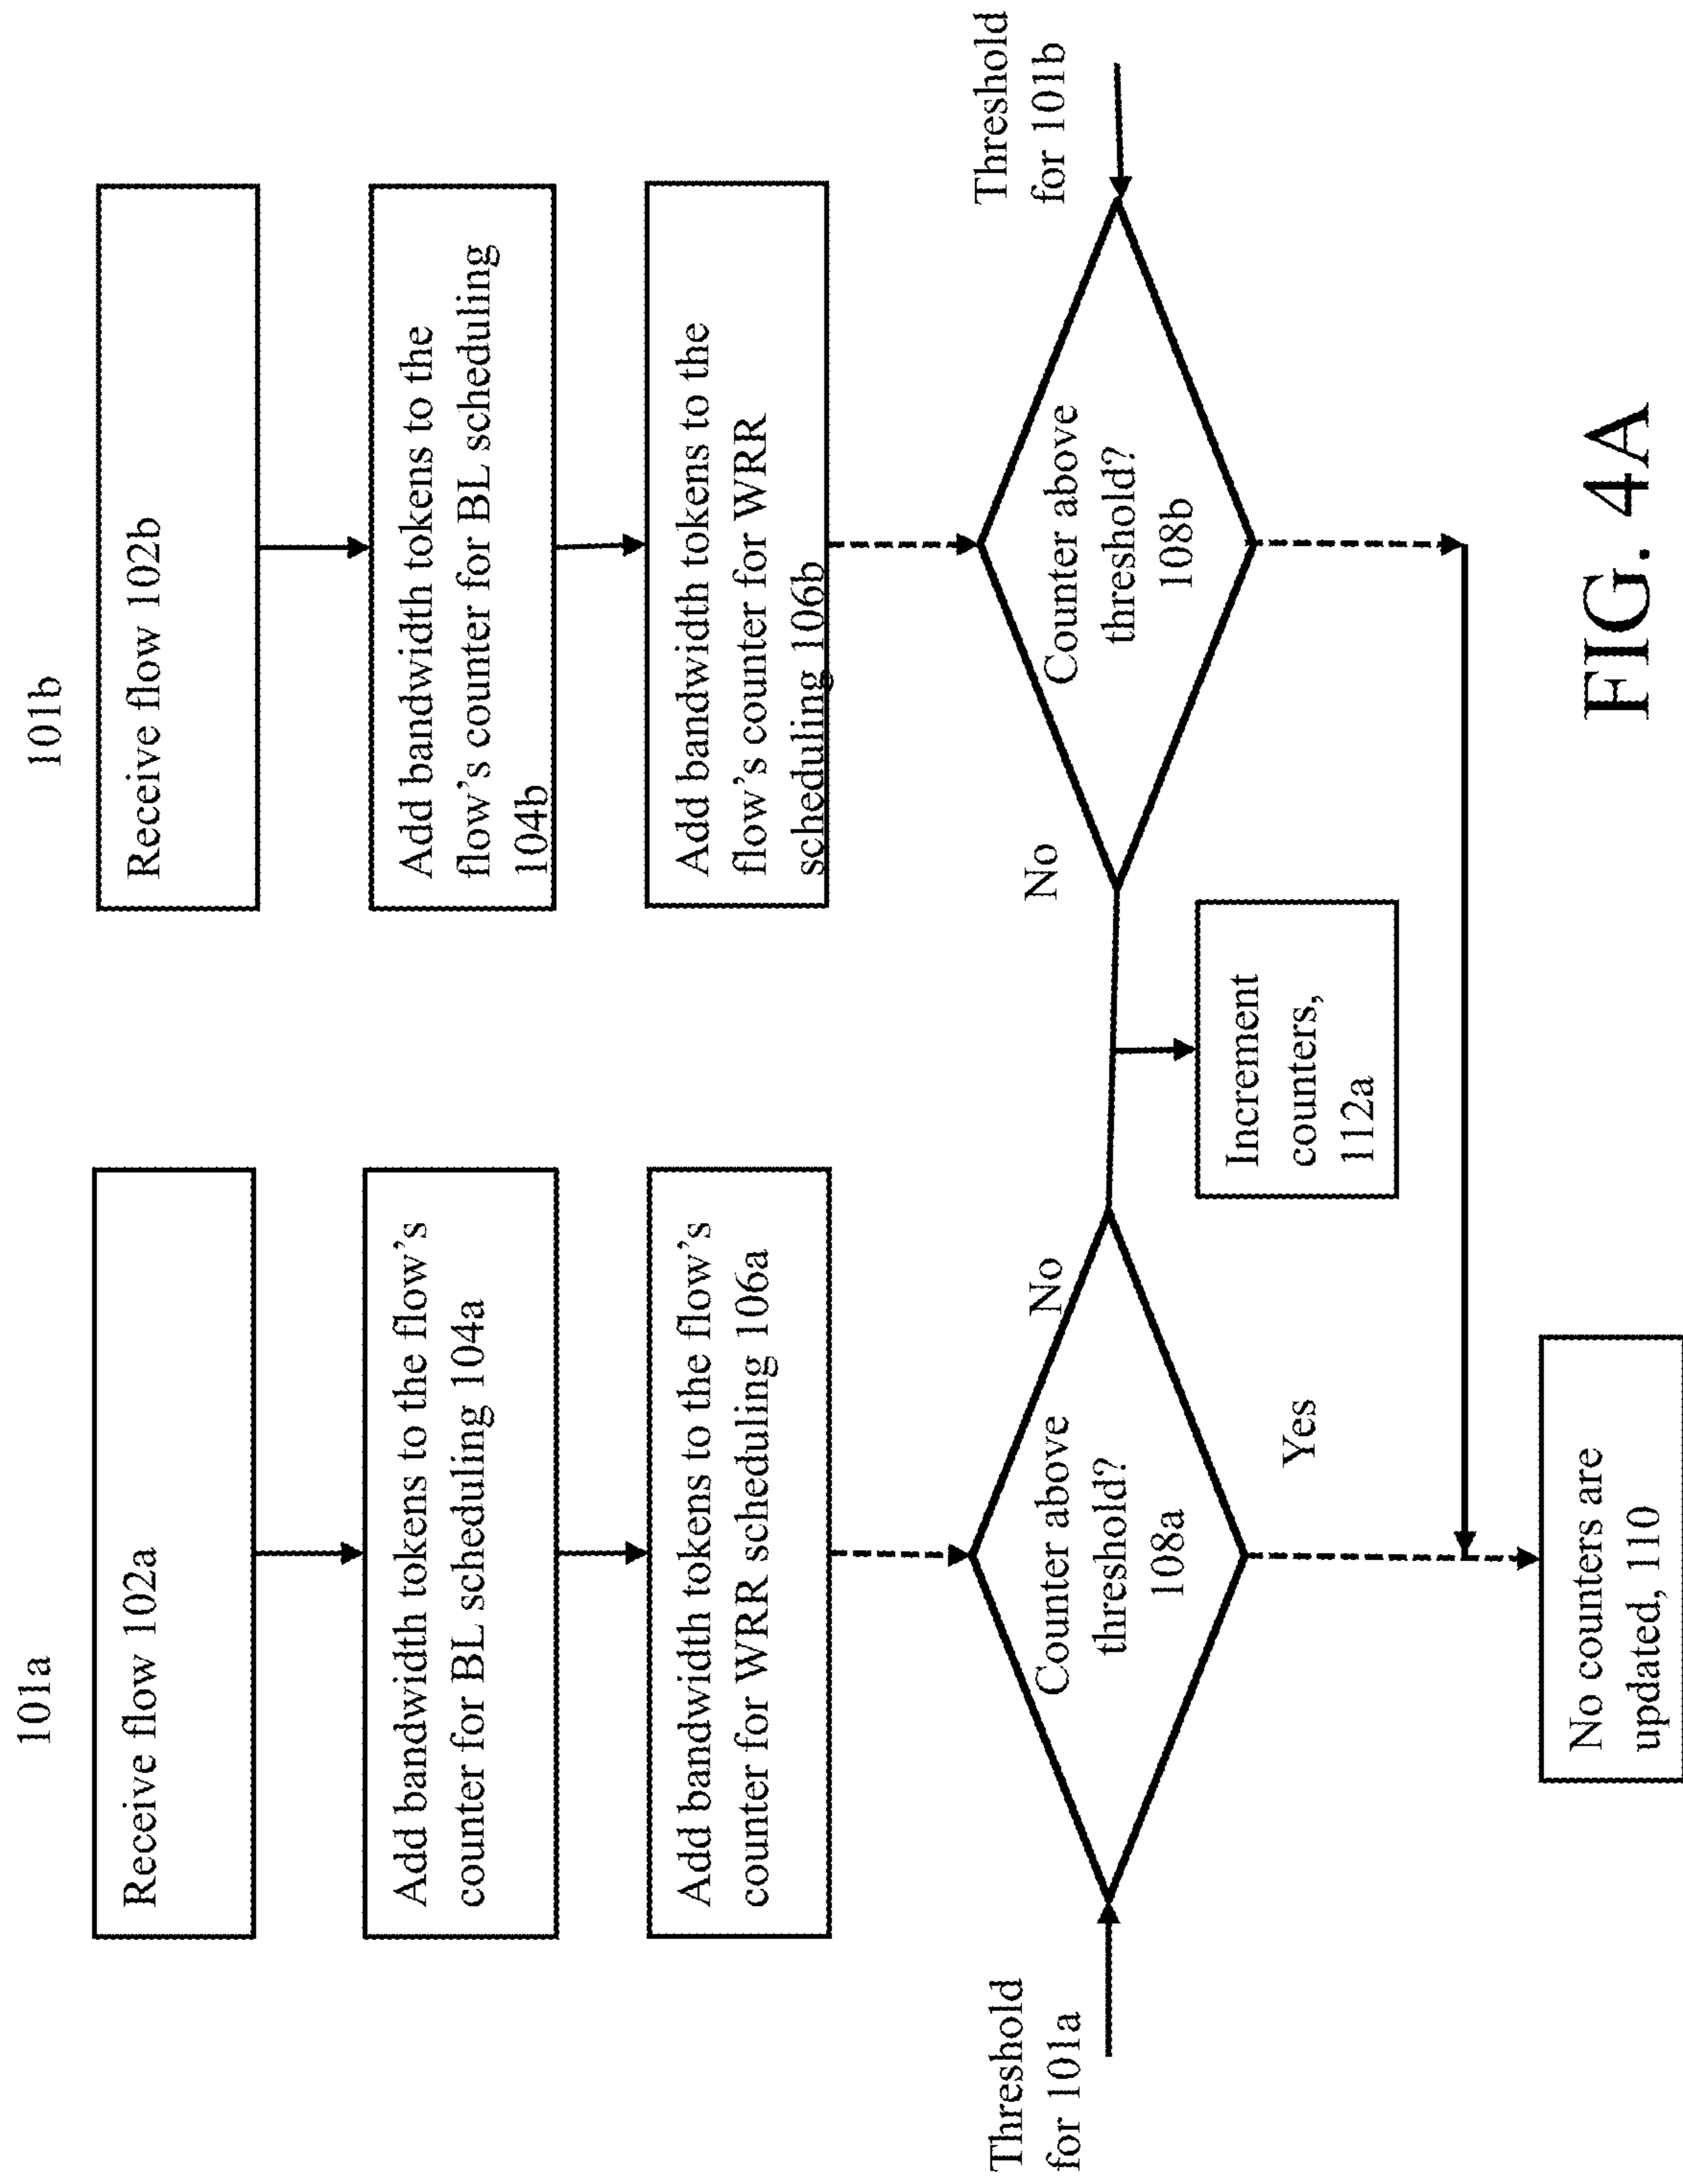 101a
Receive flow 102a
Add bandwidth tokens to the flow's
counter for BL scheduling 104a
Add bandwidth tokens to the flow's
counter for WRR scheduling 106a
Threshold
for 101a
Counter above
threshold?
108a
No
Yes
No counters are
updated, 110
Increment
counters,
112a
101b
Receive flow 102b
Add bandwidth tokens to the
flow's counter for BL scheduling
104b
Add bandwidth tokens to the
flow's counter for WRR
scheduling 106b
No
Counter above
threshold?
108b
Threshold
for 101b
FIG. 4A